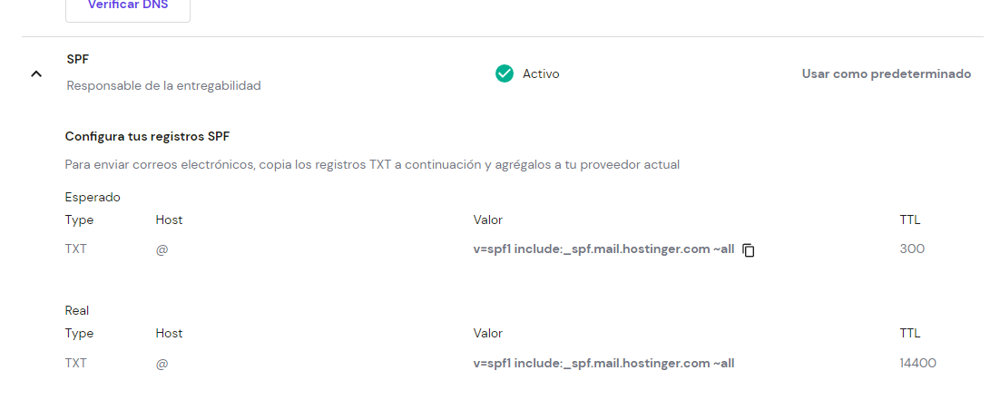 Verificar DNS
SPF
Responsable de la entregabilidad
Activo
Usar como predeterminado
Configura tus registros SPF
Para enviar correos electrónicos, copia los registros TXT a continuación y agrégalos a tu proveedor actual
Esperado
Type Host Valor TTL
TXT @ v=spf1 include:_spf.mail.hostinger.com ~all 300
Real
Type Host Valor TTL
TXT @ v=spf1 include:_spf.mail.hostinger.com ~all 14400